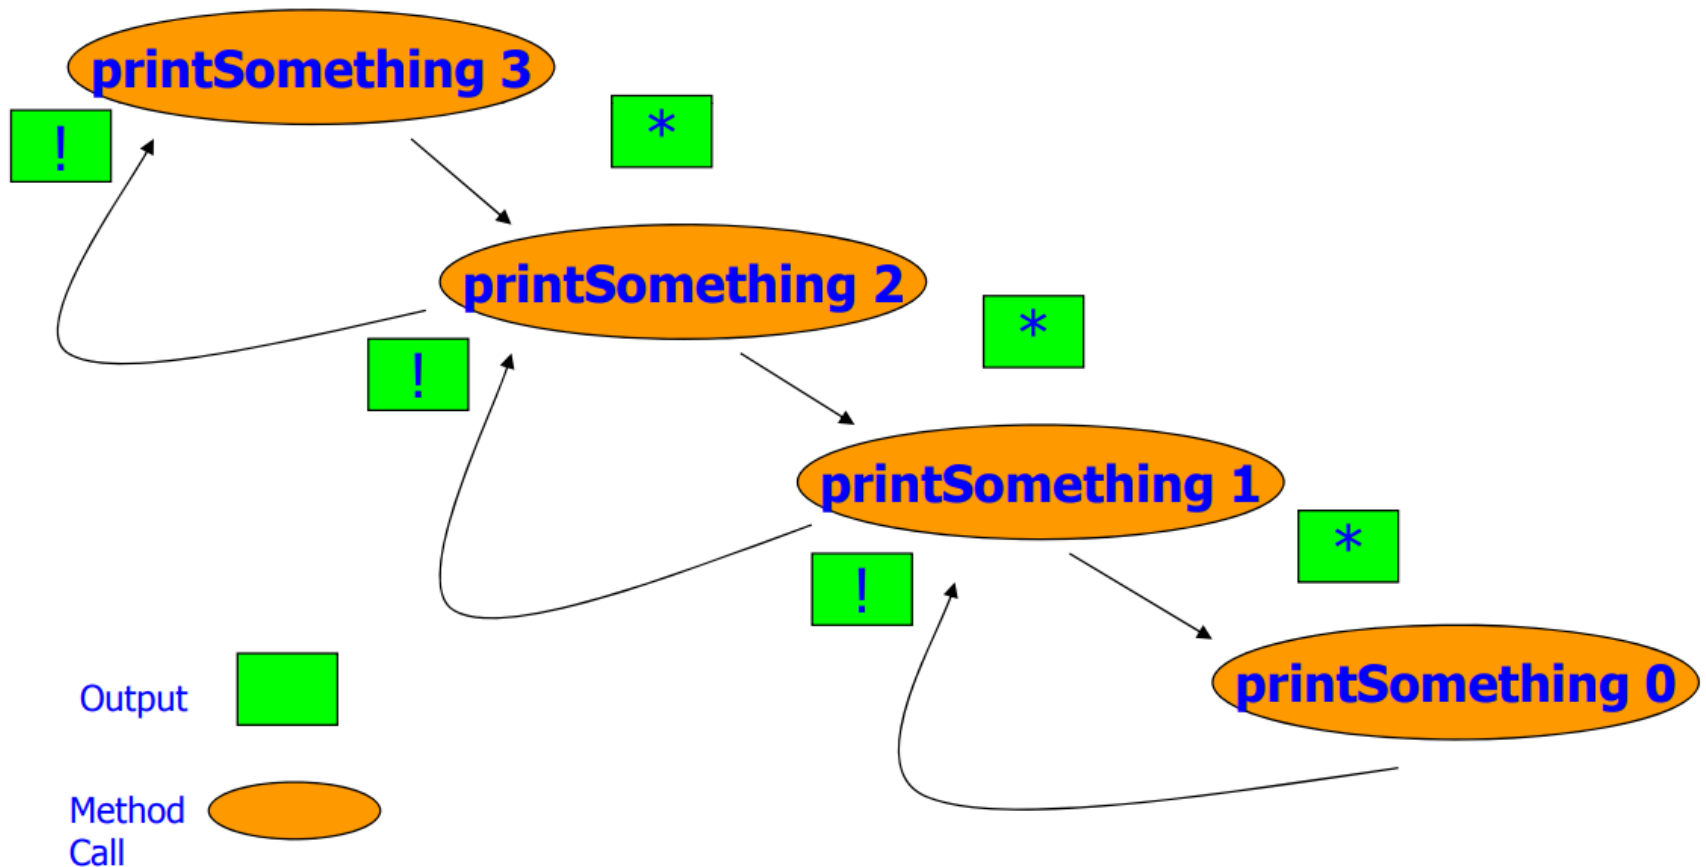 printSomething 3
!
*
printSomething 2
*
!
printSomething 1
*
!
printSomething 0
Output
Method
Call